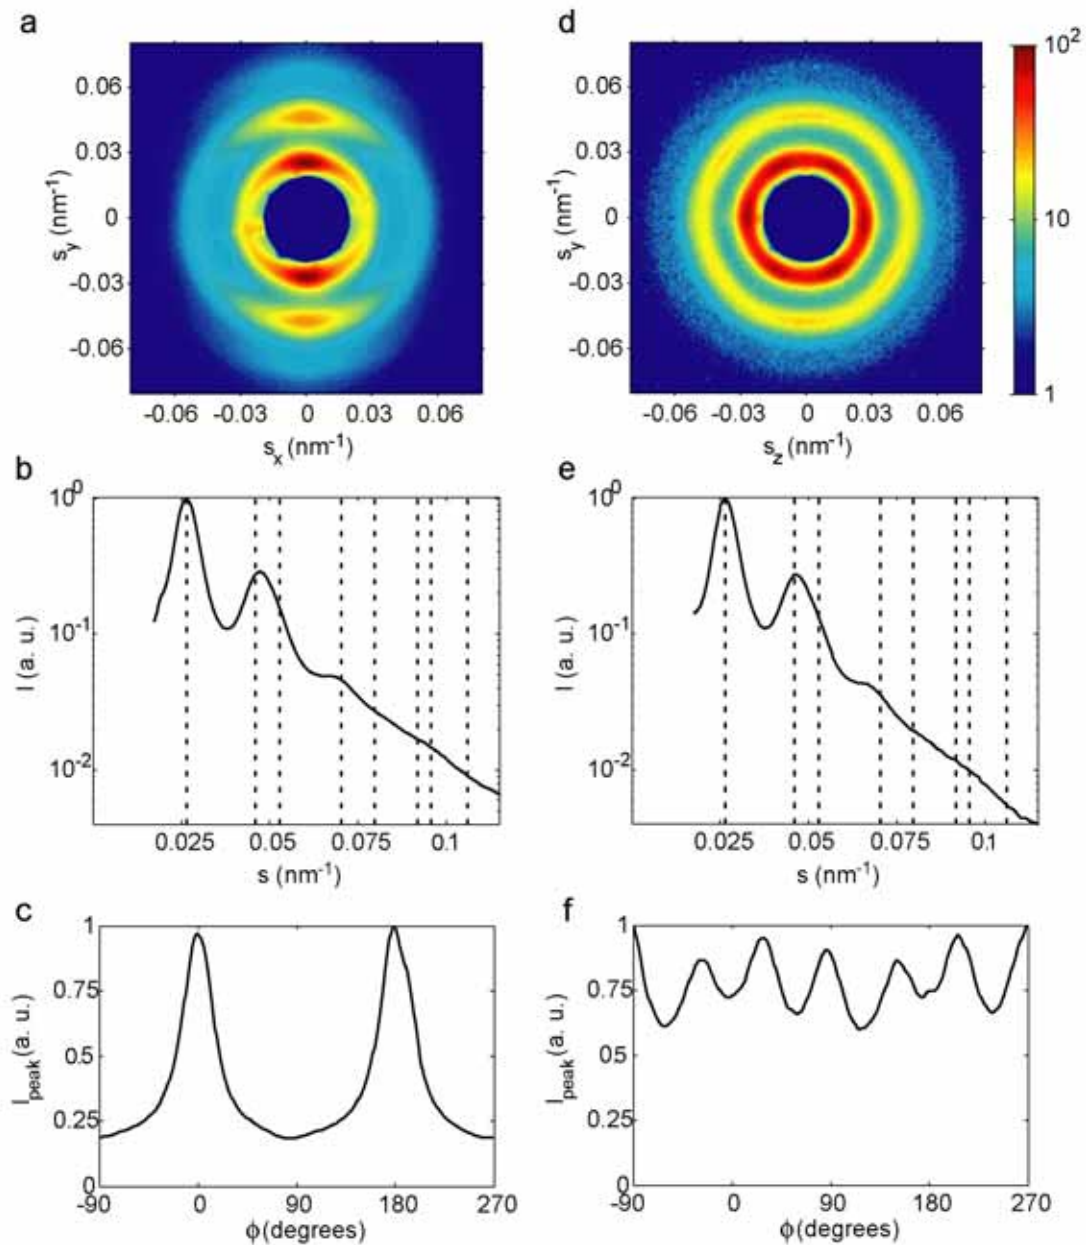 a
0.06
0.03
0
-0.03
-0.06
s_y (nm⁻¹)
-0.06 -0.03 0 0.03 0.06
s_x (nm⁻¹)
d
0.06
0.03
0
-0.03
-0.06
s_y (nm⁻¹)
-0.06 -0.03 0 0.03 0.06
s_z (nm⁻¹)
10²
10
1
b
10⁰
10⁻¹
10⁻²
I (a. u.)
0.025 0.05 0.075 0.1
s (nm⁻¹)
e
10⁰
10⁻¹
10⁻²
I (a. u.)
0.025 0.05 0.075 0.1
s (nm⁻¹)
c
1
0.75
0.5
0.25
0
I_peak (a. u.)
-90 0 90 180 270
ϕ(degrees)
f
1
0.75
0.5
0.25
0
I_peak (a. u.)
-90 0 90 180 270
ϕ(degrees)